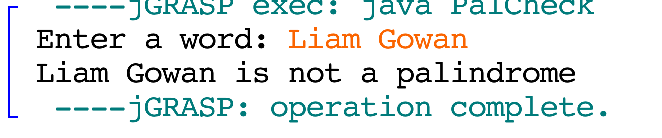 ----jGRASP exec: java PalCheck
Enter a word: Liam Gowan
Liam Gowan is not a palindrome
----jGRASP: operation complete.